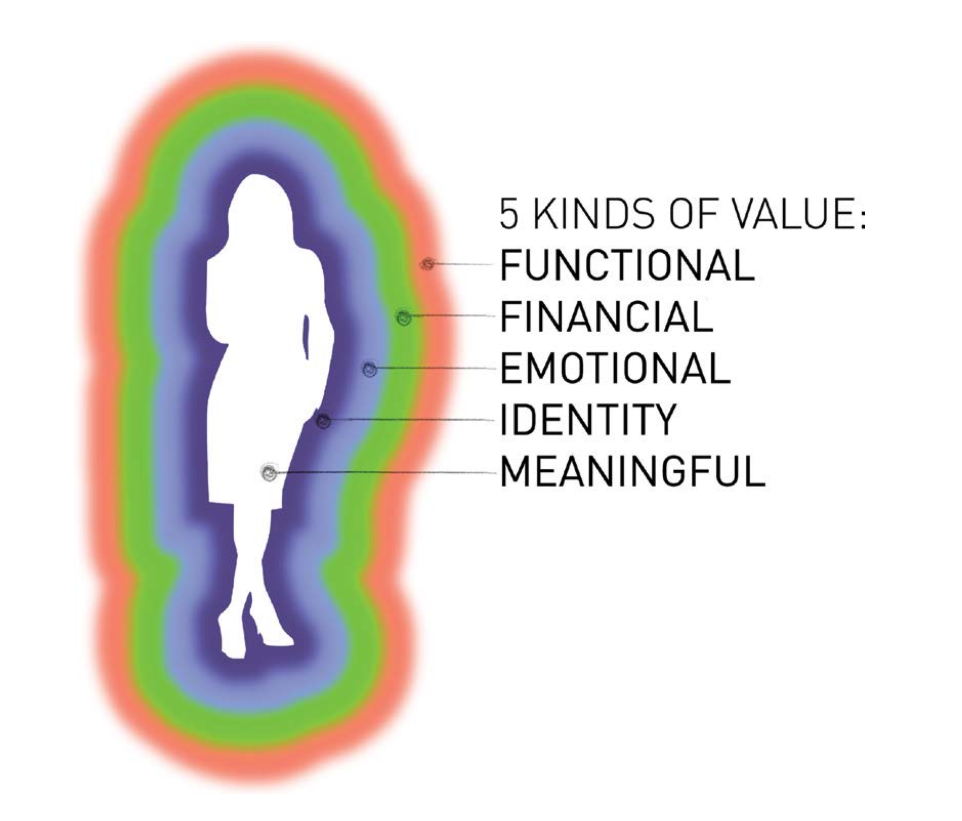 5 KINDS OF VALUE:
FUNCTIONAL
FINANCIAL
EMOTIONAL
IDENTITY
MEANINGFUL